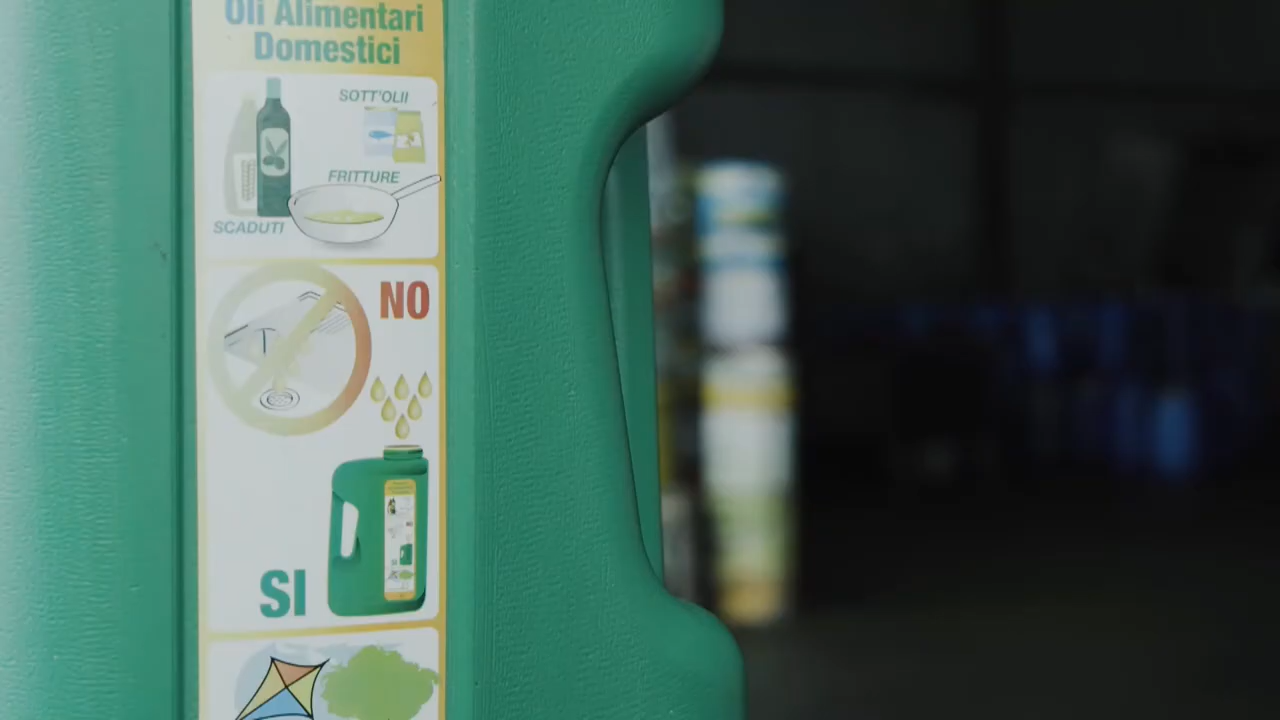 Oli Alimentari
Domestici
SOTT'OLII
FRITTURE
SCADUTI
NO
SI